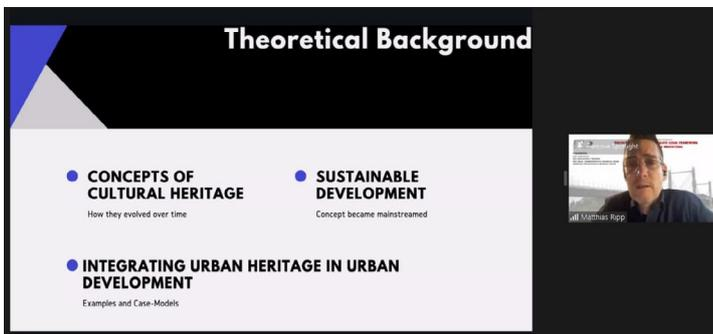 Theoretical Background
CONCEPTS OF
CULTURAL HERITAGE
How they evolved over time
SUSTAINABLE
DEVELOPMENT
Concept became mainstreamed
INTEGRATING URBAN HERITAGE IN URBAN
DEVELOPMENT
Examples and Case-Models
Matthias Ripp